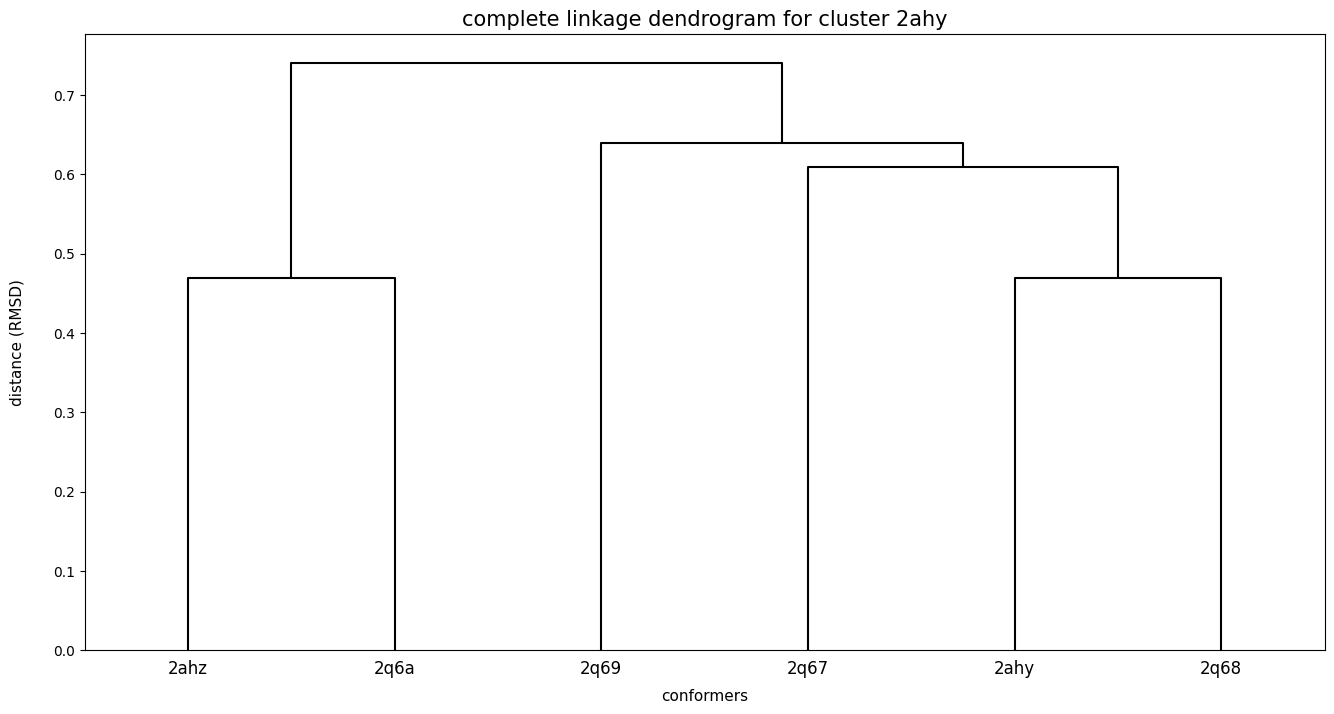 complete linkage dendrogram for cluster 2ahy
distance (RMSD)
0.7
0.6
0.5
0.4
0.3
0.2
0.1
0.0
2ahz 2q6a 2q69 2q67 2ahy 2q68
conformers